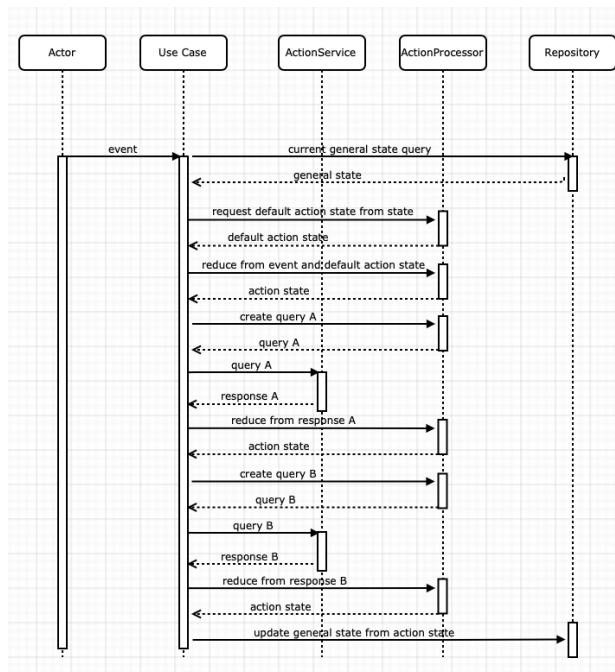 Actor
Use Case
ActionService
ActionProcessor
Repository
event
current general state query
general state
request default action state from state
default action state
reduce from event and default action state
action state
create query A
query A
query A
response A
reduce from response A
action state
create query B
query B
query B
response B
reduce from response B
action state
update general state from action state